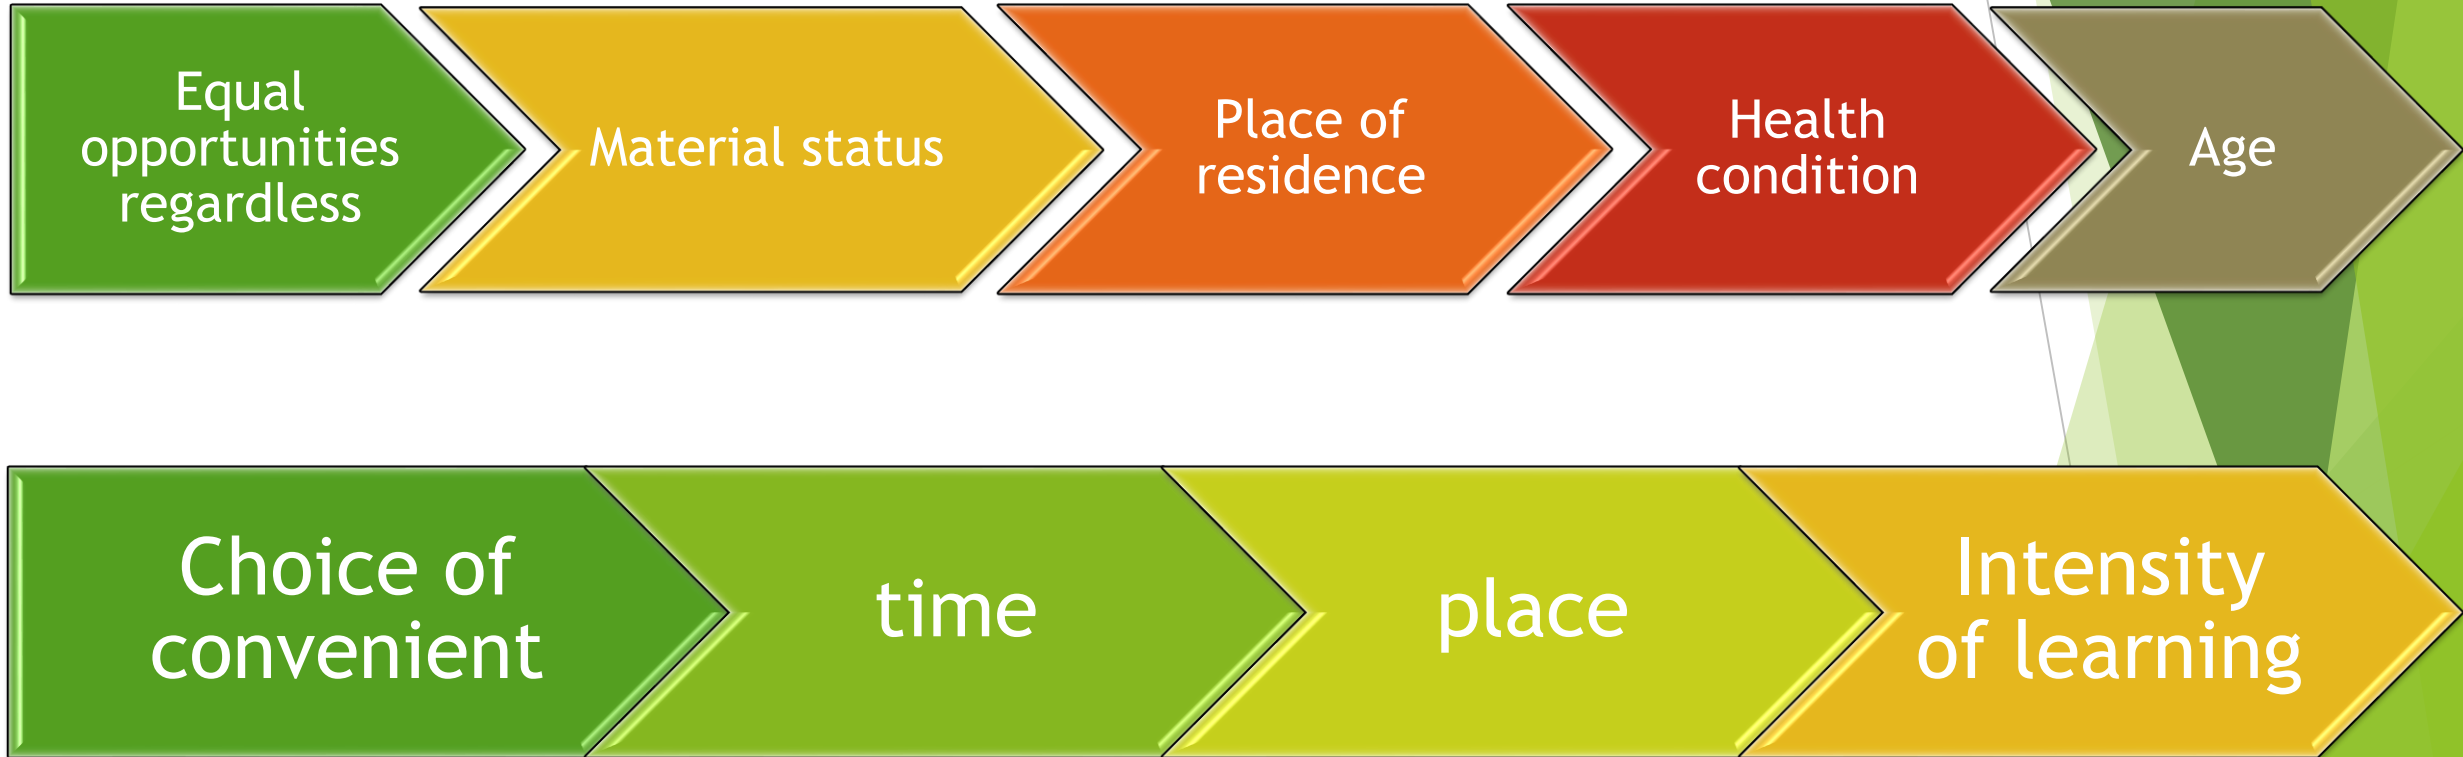 Equal
opportunities
regardless
Material status
Place of
residence
Health
condition
Age
Choice of
convenient
time
place
Intensity
of learning